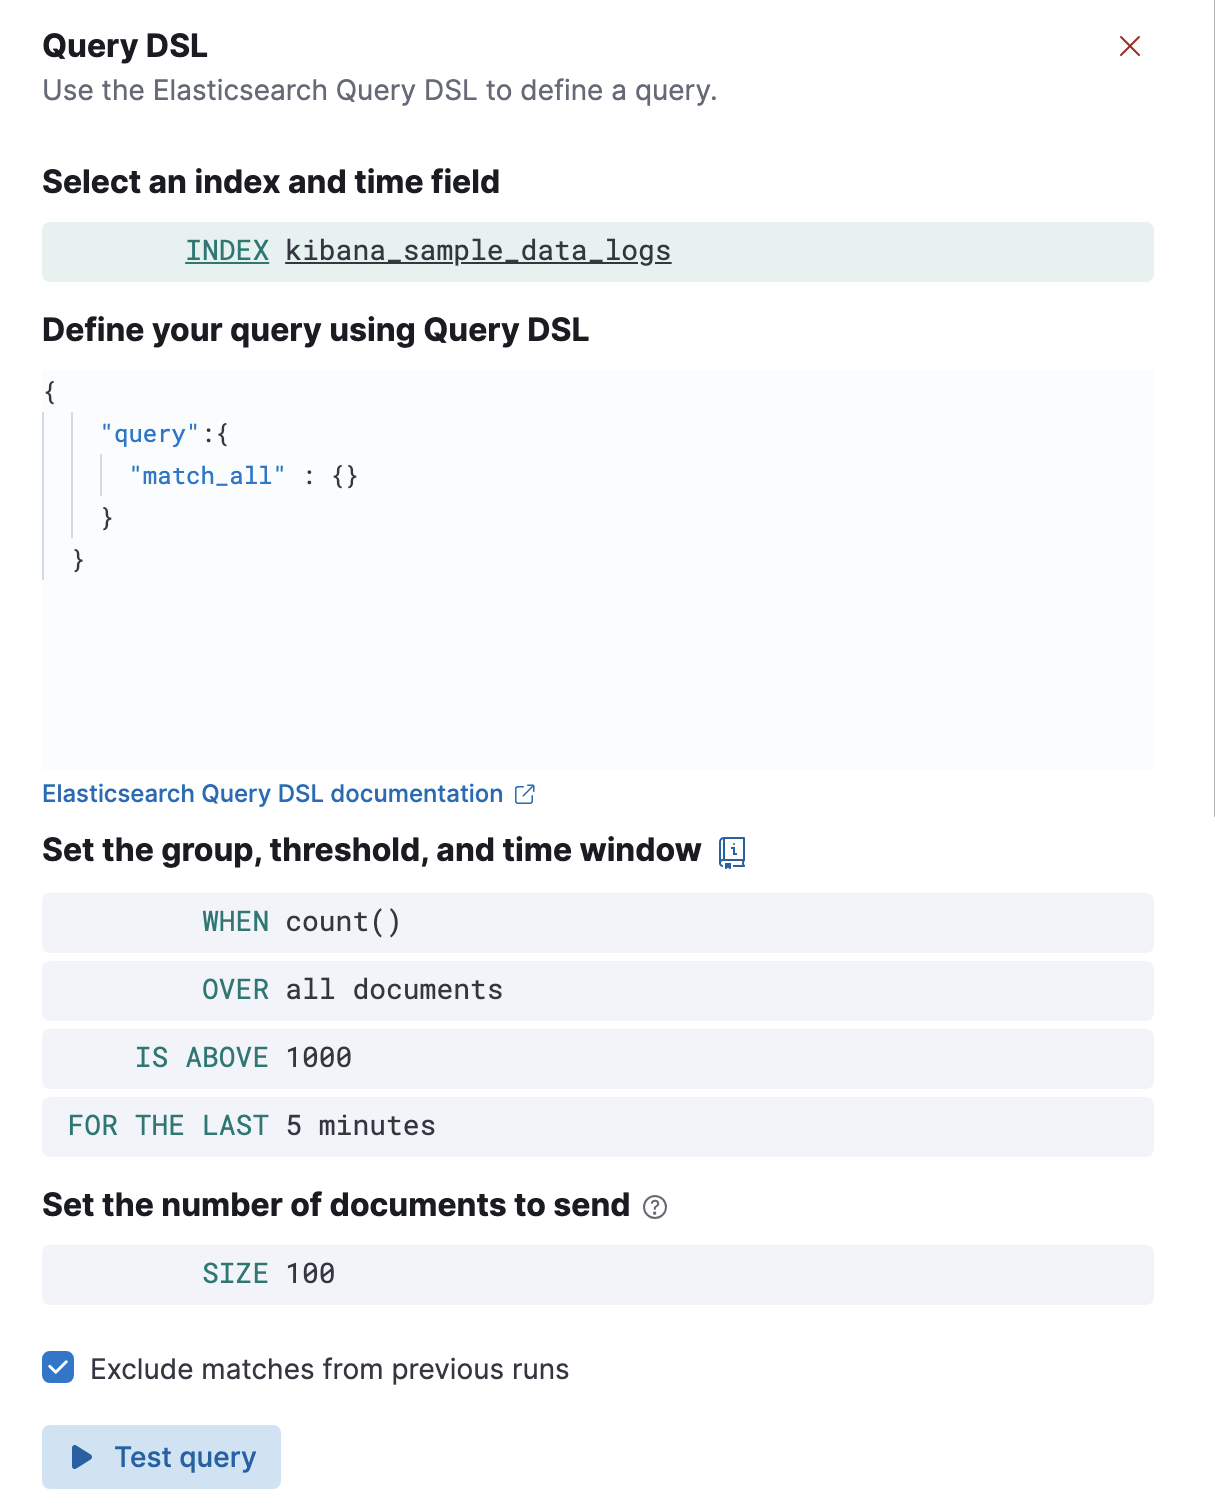 Query DSL
Use the Elasticsearch Query DSL to define a query.
Select an index and time field
INDEX kibana_sample_data_logs
Define your query using Query DSL
{
"query":{
"match_all" : {}
}
}
Elasticsearch Query DSL documentation
Set the group, threshold, and time window
WHEN count()
OVER all documents
IS ABOVE 1000
FOR THE LAST 5 minutes
Set the number of documents to send
SIZE 100
Exclude matches from previous runs
Test query